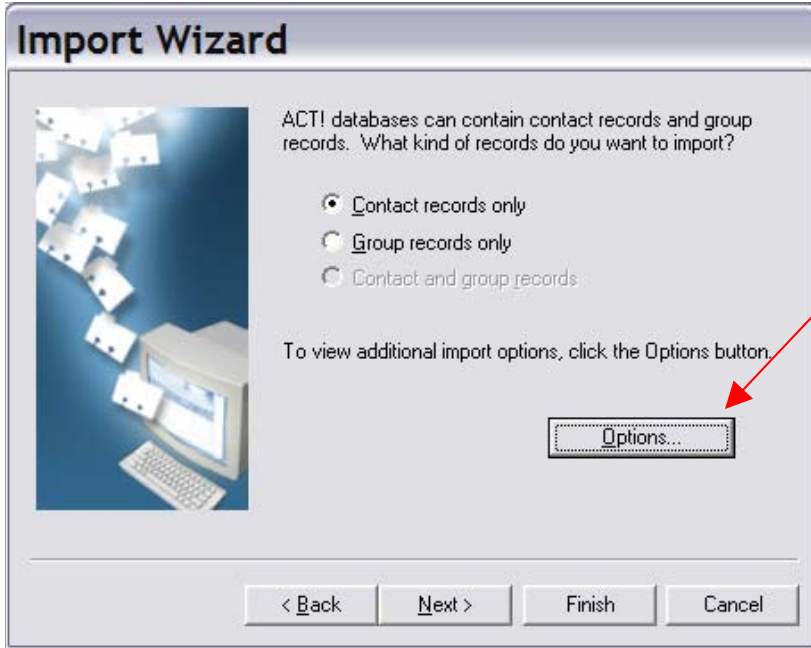 Import Wizard
ACT! databases can contain contact records and group
records. What kind of records do you want to import?
Contact records only
Group records only
Contact and group records
To view additional import options, click the Options button.
Options...
< Back
Next >
Finish
Cancel